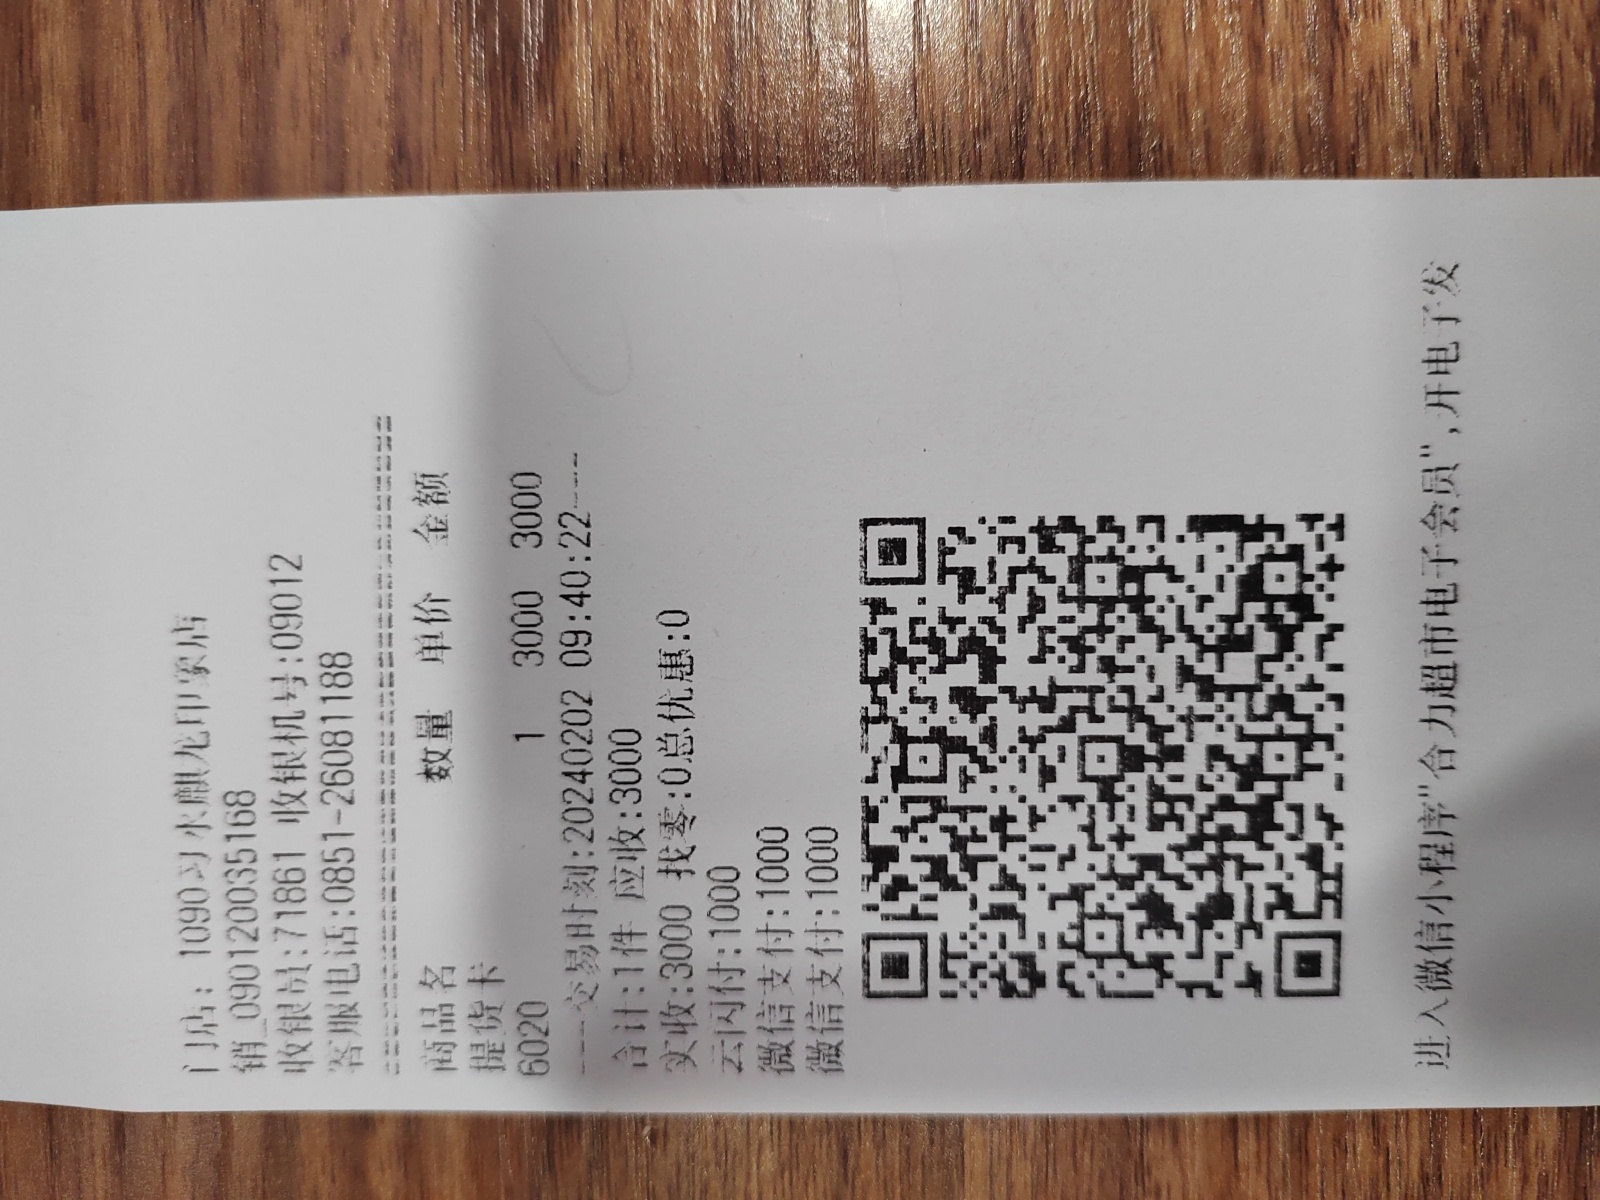 门店: 1090习水麒龙印象店
销_090120035168
收银员:718861 收银机号:09012
客服电话:0851-26081188
商品名 数量 单价 金额
提货卡
6020 1 3000 3000
----交易时刻:20240202 09:40:22----
合计:1件 应收:3000
实收:3000 找零:0总优惠:0
云闪付:1000
微信支付:1000
微信支付:1000
进入微信小程序"合力超市电子会员",开电子发